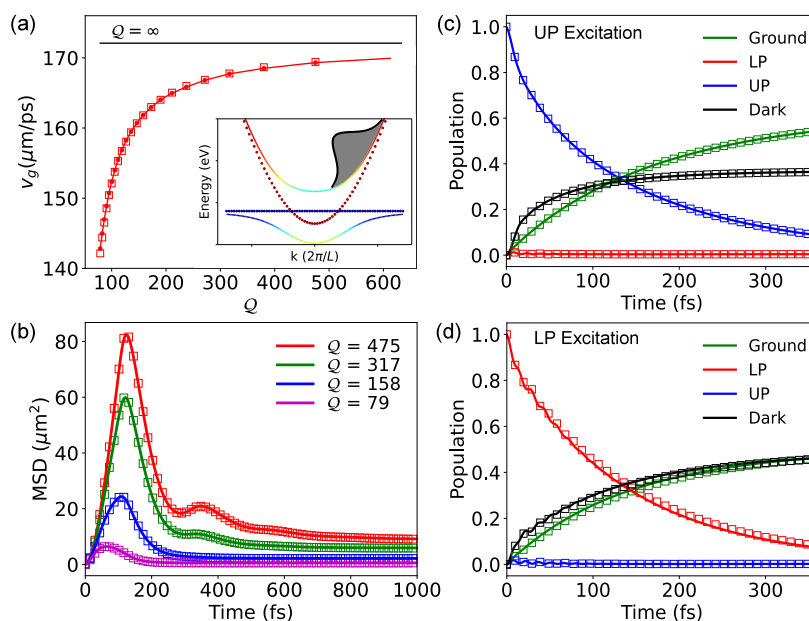 (a)
𝒬 = ∞
v_g(μm/ps)
170
160
150
140
Energy (eV)
k (2π/L)
100 200 300 400 500 600
𝒬
(b)
MSD (μm²)
80
60
40
20
0
𝒬 = 475
𝒬 = 317
𝒬 = 158
𝒬 = 79
0 200 400 600 800 1000
Time (fs)
(c)
UP Excitation
Population
1.0
0.8
0.6
0.4
0.2
0.0
Ground
LP
UP
Dark
0 100 200 300
Time (fs)
(d)
LP Excitation
Population
1.0
0.8
0.6
0.4
0.2
0.0
Ground
LP
UP
Dark
0 100 200 300
Time (fs)